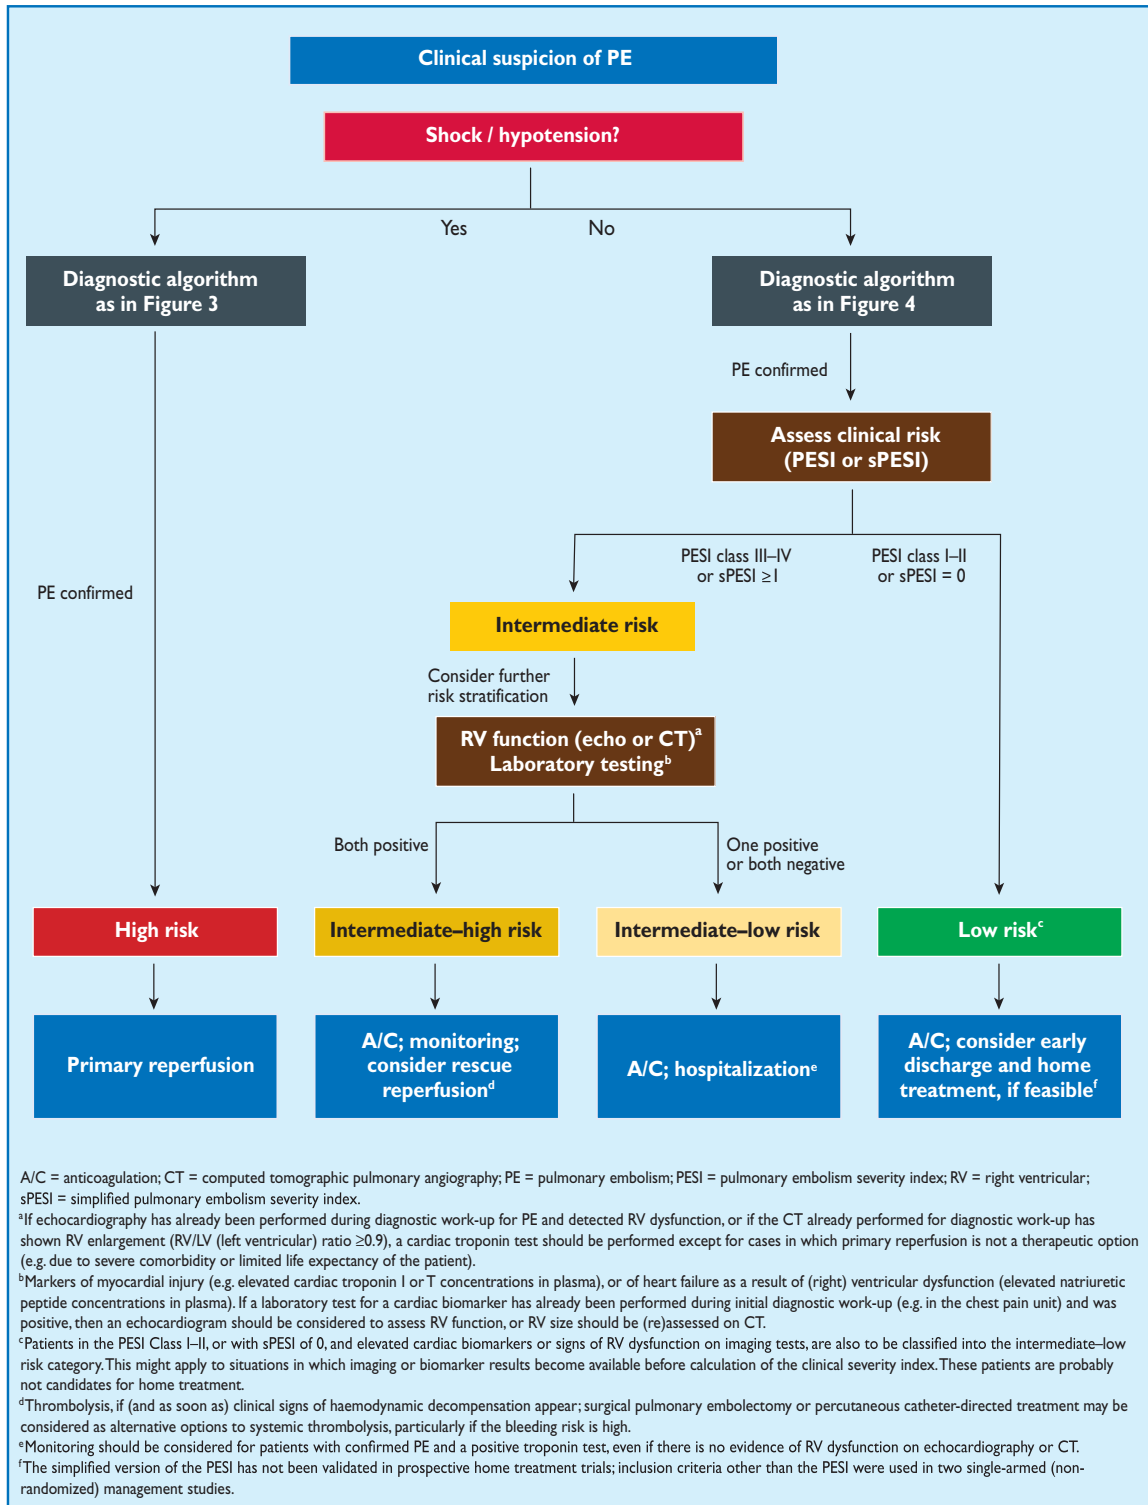 Clinical suspicion of PE
Shock / hypotension?
Yes
No
Diagnostic algorithm
as in Figure 3
Diagnostic algorithm
as in Figure 4
PE confirmed
Assess clinical risk
(PESI or sPESI)
PESI class III–IV
or sPESI ≥1
PESI class I–II
or sPESI = 0
PE confirmed
Intermediate risk
Consider further
risk stratification
RV function (echo or CT)a
Laboratory testingb
Both positive
One positive
or both negative
High risk
Intermediate–high risk
Intermediate–low risk
Low riskc
Primary reperfusion
A/C; monitoring;
consider rescue
reperfusiond
A/C; hospitalizatione
A/C; consider early
discharge and home
treatment, if feasiblef
A/C = anticoagulation; CT = computed tomographic pulmonary angiography; PE = pulmonary embolism; PESI = pulmonary embolism severity index; RV = right ventricular;
sPESI = simplified pulmonary embolism severity index.
aIf echocardiography has already been performed during diagnostic work-up for PE and detected RV dysfunction, or if the CT already performed for diagnostic work-up has
shown RV enlargement (RV/LV (left ventricular) ratio ≥0.9), a cardiac troponin test should be performed except for cases in which primary reperfusion is not a therapeutic option
(e.g. due to severe comorbidity or limited life expectancy of the patient).
bMarkers of myocardial injury (e.g. elevated cardiac troponin I or T concentrations in plasma), or of heart failure as a result of (right) ventricular dysfunction (elevated natriuretic
peptide concentrations in plasma). If a laboratory test for a cardiac biomarker has already been performed during initial diagnostic work-up (e.g. in the chest pain unit) and was
positive, then an echocardiogram should be considered to assess RV function, or RV size should be (re)assessed on CT.
cPatients in the PESI Class I–II, or with sPESI of 0, and elevated cardiac biomarkers or signs of RV dysfunction on imaging tests, are also to be classified into the intermediate–low
risk category. This might apply to situations in which imaging or biomarker results become available before calculation of the clinical severity index. These patients are probably
not candidates for home treatment.
dThrombolysis, if (and as soon as) clinical signs of haemodynamic decompensation appear; surgical pulmonary embolectomy or percutaneous catheter-directed treatment may be
considered as alternative options to systemic thrombolysis, particularly if the bleeding risk is high.
eMonitoring should be considered for patients with confirmed PE and a positive troponin test, even if there is no evidence of RV dysfunction on echocardiography or CT.
fThe simplified version of the PESI has not been validated in prospective home treatment trials; inclusion criteria other than the PESI were used in two single-armed (non-
randomized) management studies.